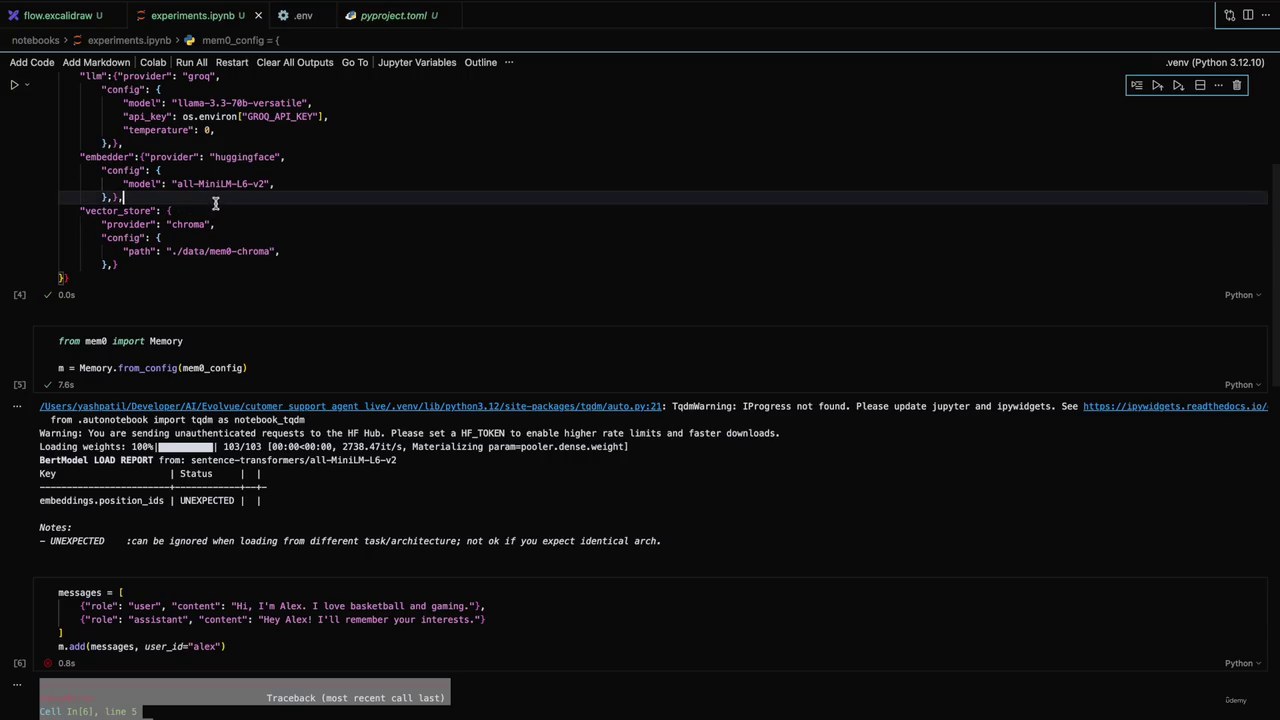 flow.excalidraw U
experiments.ipynb U
.env
pyproject.toml U
notebooks > experiments.ipynb > mem0_config = {
Add Code Add Markdown Colab Run All Restart Clear All Outputs Go To Jupyter Variables Outline ···
.venv (Python 3.12.10)
"llm":{"provider": "groq",
"config": {
"model": "llama-3.3-70b-versatile",
"api_key": os.environ["GROQ_API_KEY"],
"temperature": 0,
},},
"embedder":{"provider": "huggingface",
"config": {
"model": "all-MiniLM-L6-v2",
},},
"vector_store": {
"provider": "chroma",
"config": {
"path": "./data/mem0-chroma",
},}
})
[4] 0.0s Python
from mem0 import Memory
m = Memory.from_config(mem0_config)
[5] 7.6s Python
/Users/yashpatil/Developer/AI/Evolvue/cutomer_support_agent_live/.venv/lib/python3.12/site-packages/tqdm/auto.py:21: TqdmWarning: IProgress not found. Please update jupyter and ipywidgets. See https://ipywidgets.readthedocs.io/
from .autonotebook import tqdm as notebook_tqdm
Warning: You are sending unauthenticated requests to the HF Hub. Please set a HF_TOKEN to enable higher rate limits and faster downloads.
Loading weights: 100%| | 103/103 [00:00<00:00, 2738.47it/s, Materializing param=pooler.dense.weight]
BertModel LOAD REPORT from: sentence-transformers/all-MiniLM-L6-v2
Key | Status | |
------------------------+------------+--+-
embeddings.position_ids | UNEXPECTED | |
Notes:
- UNEXPECTED :can be ignored when loading from different task/architecture; not ok if you expect identical arch.
messages = [
{"role": "user", "content": "Hi, I'm Alex. I love basketball and gaming."},
{"role": "assistant", "content": "Hey Alex! I'll remember your interests."}
]
m.add(messages, user_id="alex")
[6] 0.8s Python
Traceback (most recent call last)
Cell In[6], line 5
udemy